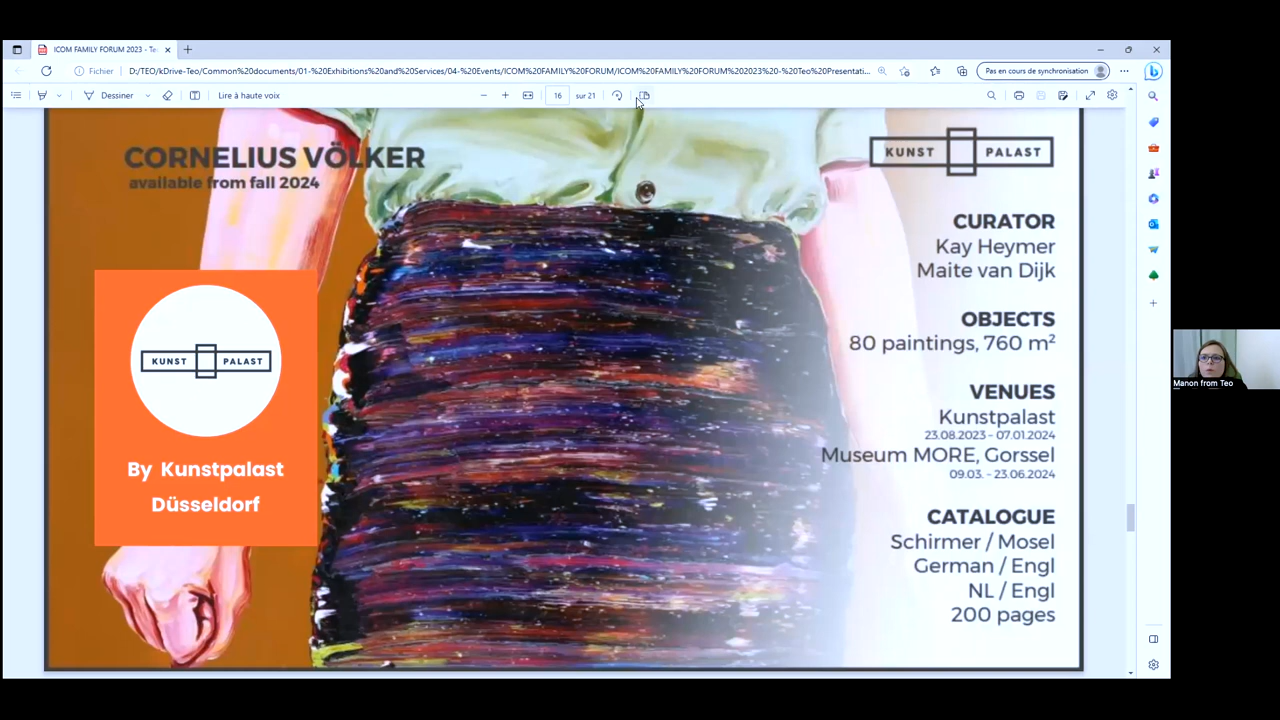 ICOM FAMILY FORUM 2023 - Te
Fichier
D:/TEO/kDrive-Teo/Common%20documents/01-%20Exhibitions%20and%20Services/04-%20Events/ICOM%20FAMILY%20FORUM/ICOM%20FAMILY%20FORUM%202023%20-%20Teo%20Presentati...
Pas en cours de synchronisation
Dessiner
Lire à haute voix
16
sur 21
CORNELIUS VÖLKER
available from fall 2024
KUNST PALAST
CURATOR
Kay Heymer
Maite van Dijk
OBJECTS
80 paintings, 760 m²
VENUES
Kunstpalast
23.08.2023 – 07.01.2024
Museum MORE, Gorssel
09.03. – 23.06.2024
CATALOGUE
Schirmer / Mosel
German / Engl
NL / Engl
200 pages
KUNST PALAST
By Kunstpalast
Düsseldorf
Manon from Teo